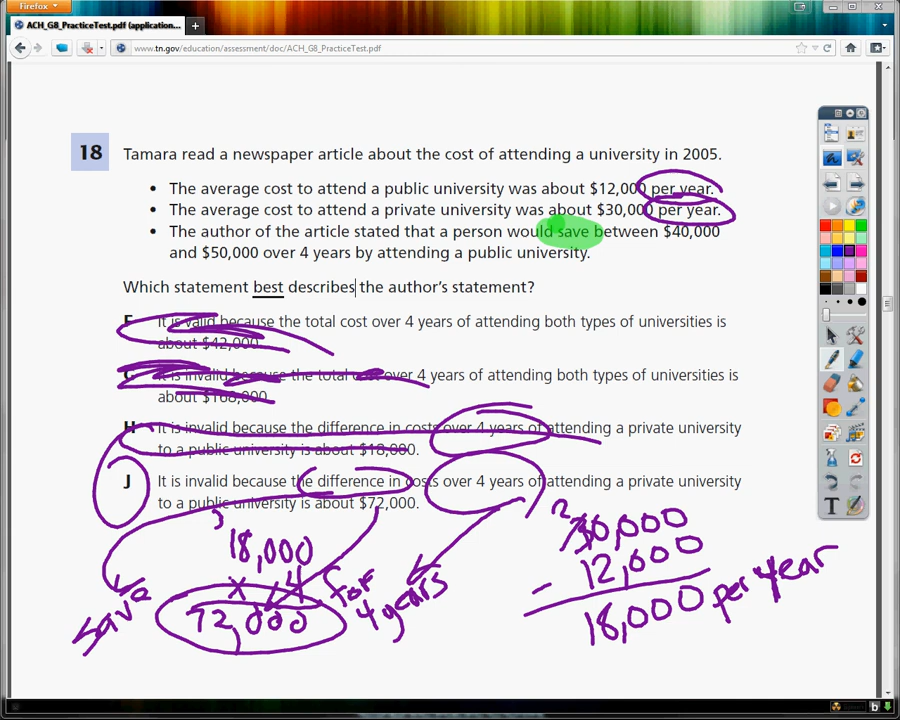 Firefox
ACH_G8_PracticeTest.pdf (application...
www.tn.gov/education/assessment/doc/ACH_G8_PracticeTest.pdf
18 Tamara read a newspaper article about the cost of attending a university in 2005.
• The average cost to attend a public university was about $12,000 per year.
• The average cost to attend a private university was about $30,000 per year.
• The author of the article stated that a person would save between $40,000
and $50,000 over 4 years by attending a public university.
Which statement best describes the author's statement?
F It is valid because the total cost over 4 years of attending both types of universities is
about $42,000.
G It is invalid because the total cost over 4 years of attending both types of universities is
about $168,000.
H It is invalid because the difference in costs over 4 years of attending a private university
to a public university is about $18,000.
J It is invalid because the difference in costs over 4 years of attending a private university
to a public university is about $72,000.
3
18,000
x 4
72,000
save
for
4 years
2
30,000
- 12,000
18,000 per year